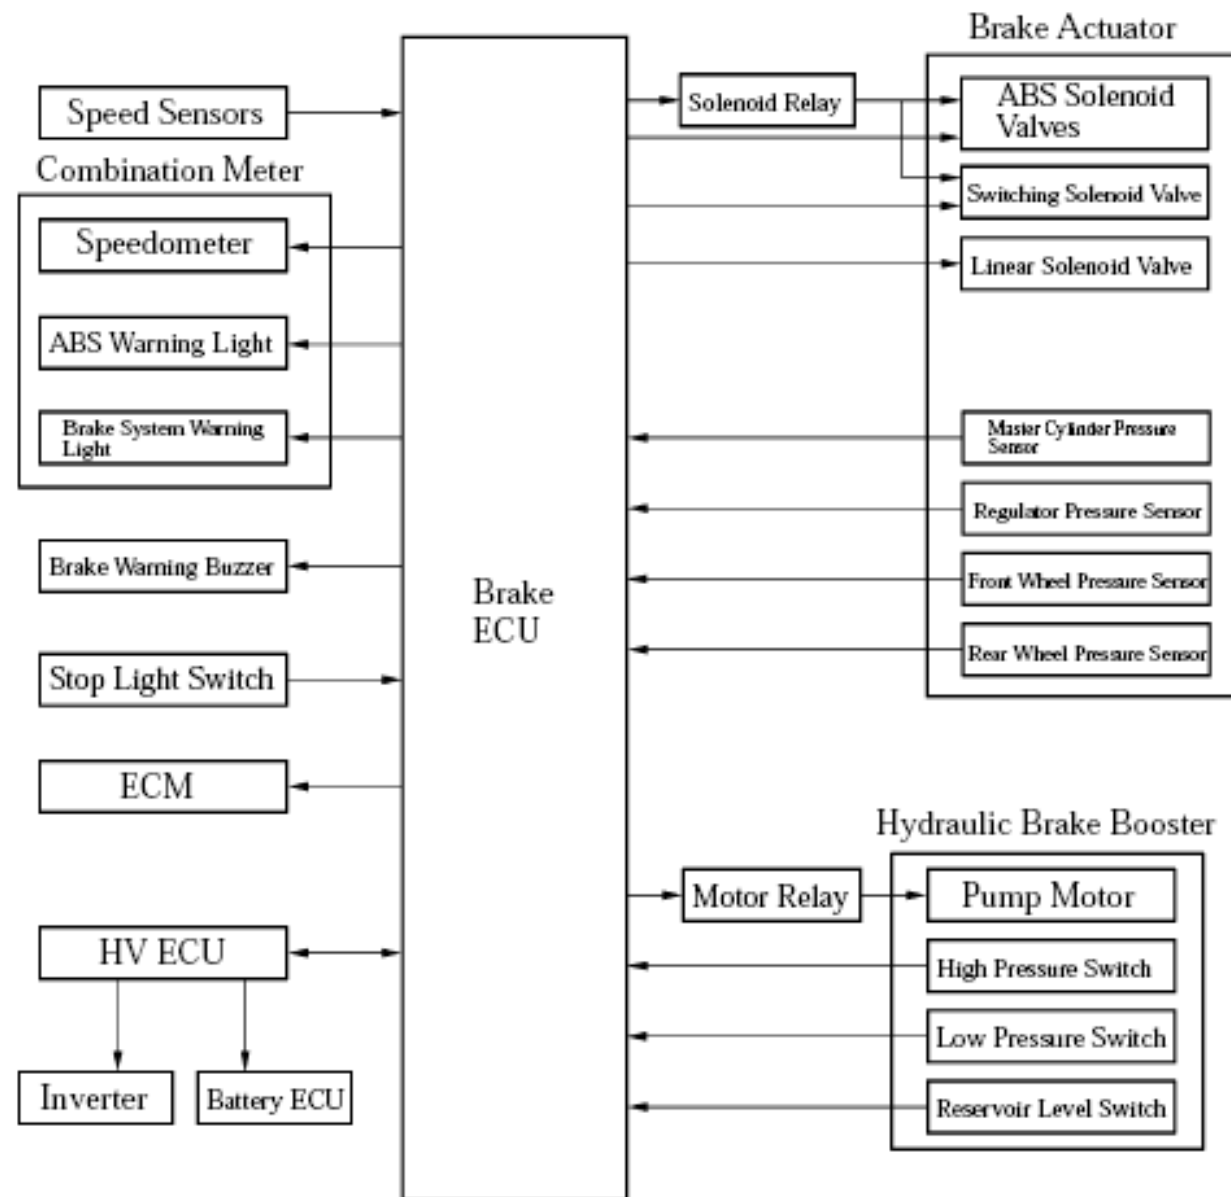 Brake Actuator
Speed Sensors
Solenoid Relay
ABS Solenoid
Valves
Combination Meter
Switching Solenoid Valve
Speedometer
Linear Solenoid Valve
ABS Warning Light
Brake System Warning
Light
Master Cylinder Pressure
Sensor
Regulator Pressure Sensor
Brake Warning Buzzer
Front Wheel Pressure Sensor
Brake
ECU
Rear Wheel Pressure Sensor
Stop Light Switch
ECM
Hydraulic Brake Booster
Motor Relay
Pump Motor
HV ECU
High Pressure Switch
Low Pressure Switch
Inverter
Battery ECU
Reservoir Level Switch